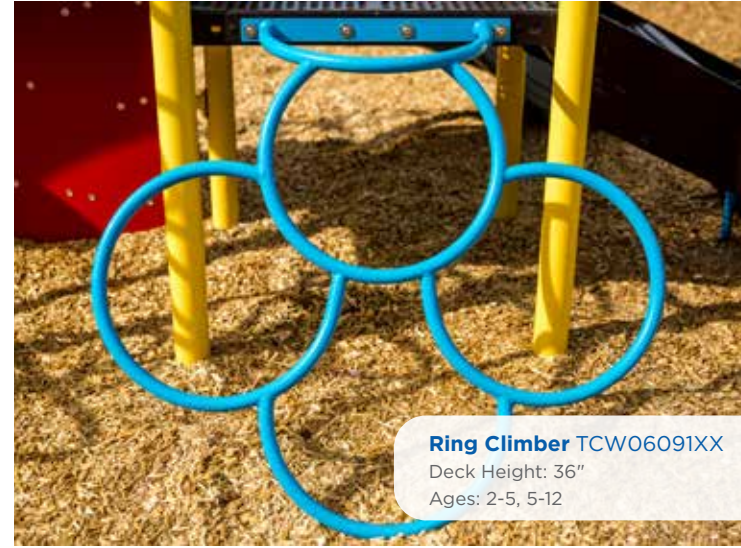 Ring Climber TCW06091XX
Deck Height: 36"
Ages: 2-5, 5-12